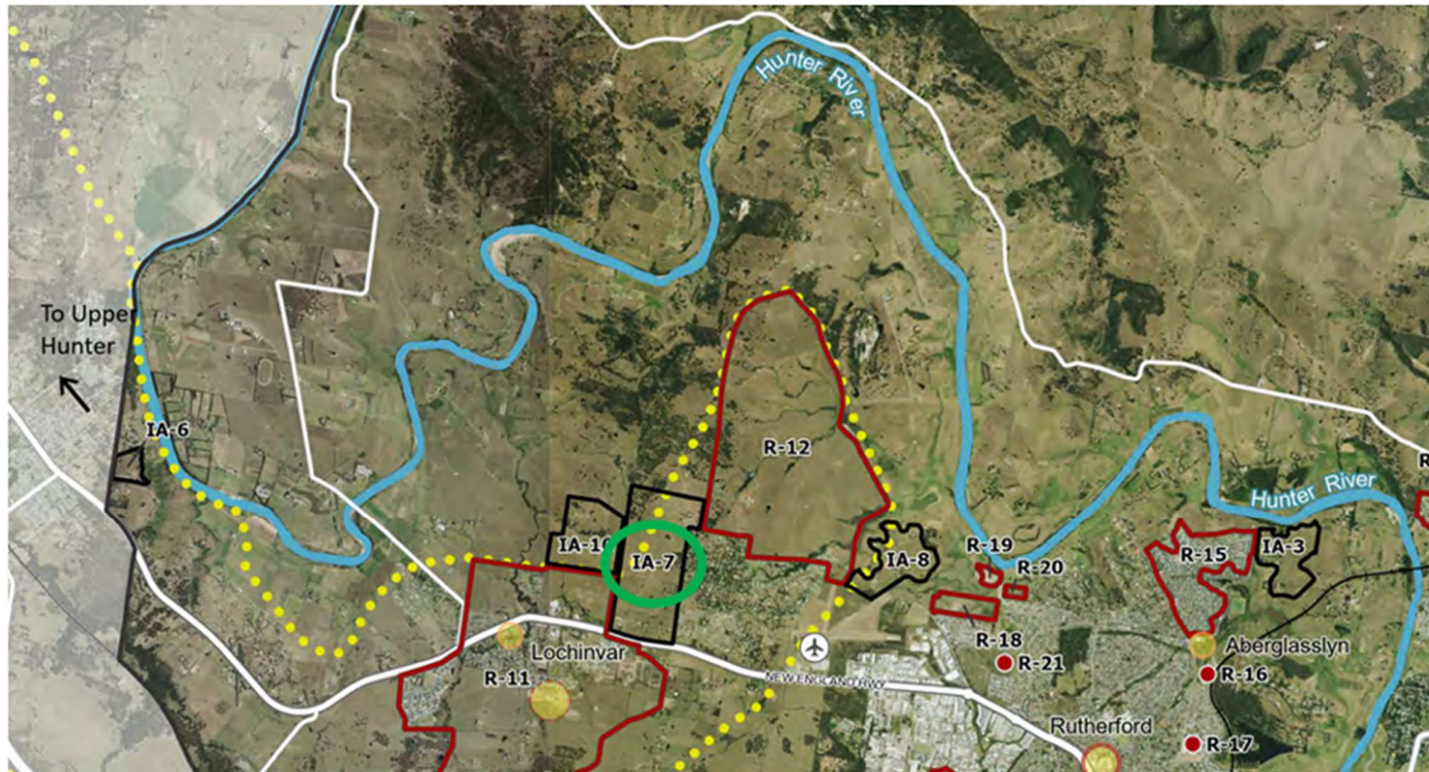 Hunter River
To Upper
Hunter
IA-6
R-12
IA-10
IA-7
IA-8
R-19
R-20
R-15
IA-3
Hunter River
R-18
R-21
Lochinvar
R-11
NEW ENGLAND HWY
Aberglasslyn
R-16
Rutherford
R-17
R